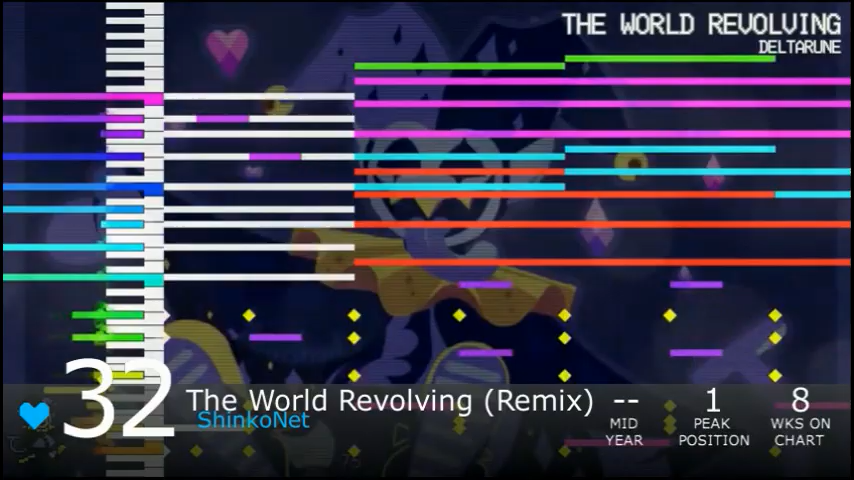 THE WORLD REVOLVING
DELTARUNE
32
The World Revolving (Remix)
ShinkoNet
--
MID
YEAR
1
PEAK
POSITION
8
WKS ON
CHART